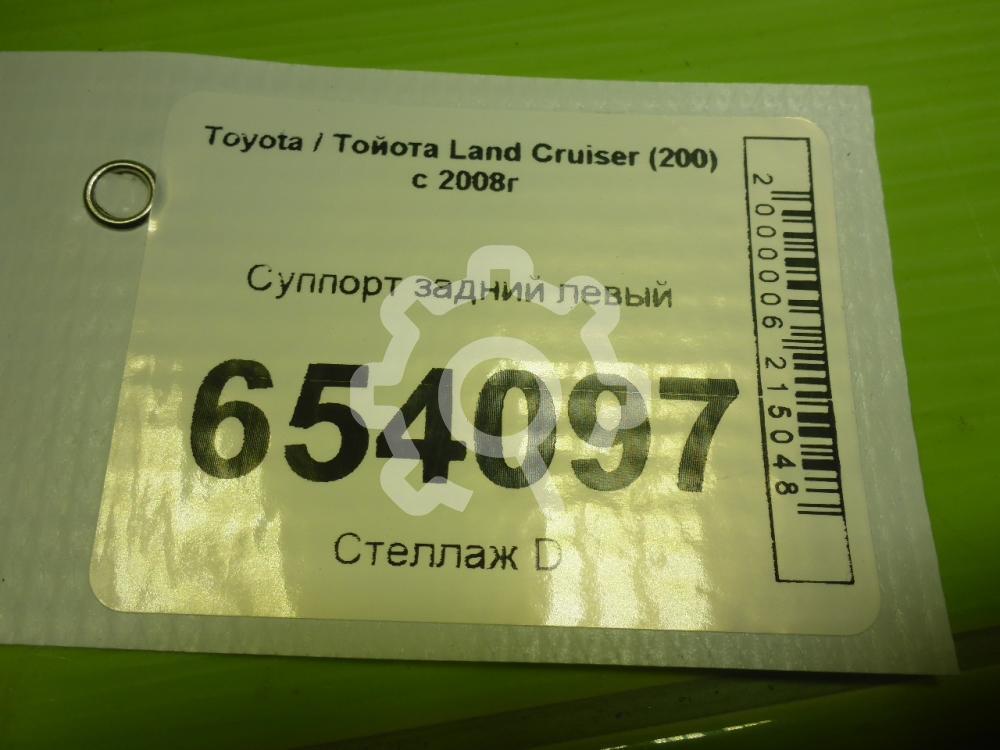 Toyota / Тойота Land Cruiser (200)
с 2008г
Суппорт задний левый
654097
Стеллаж D
2000006215048